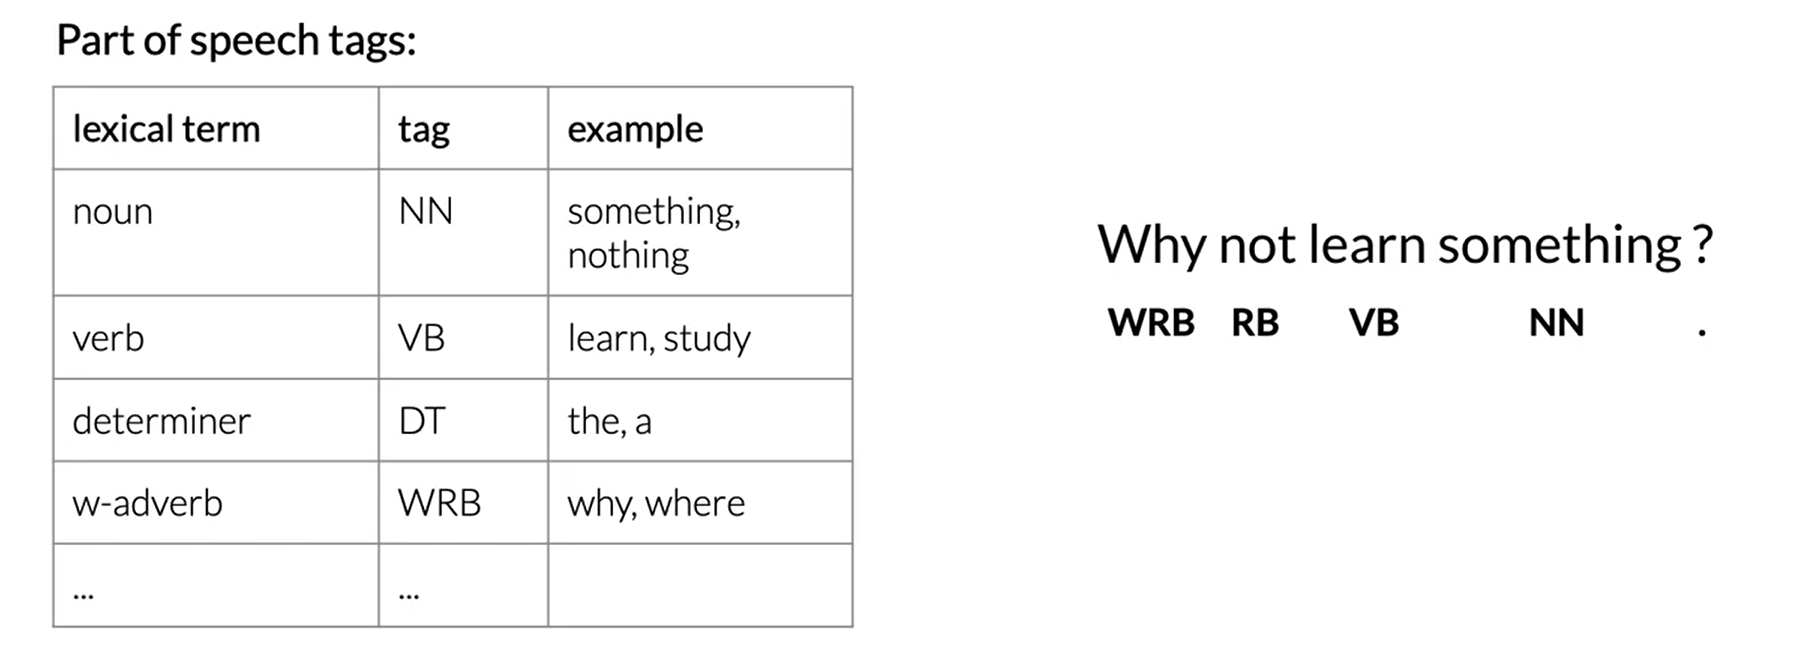 Part of speech tags:
lexical term tag example
noun NN something,
nothing
verb VB learn, study
determiner DT the, a
w-adverb WRB why, where
... ...
Why not learn something ?
WRB RB VB NN .